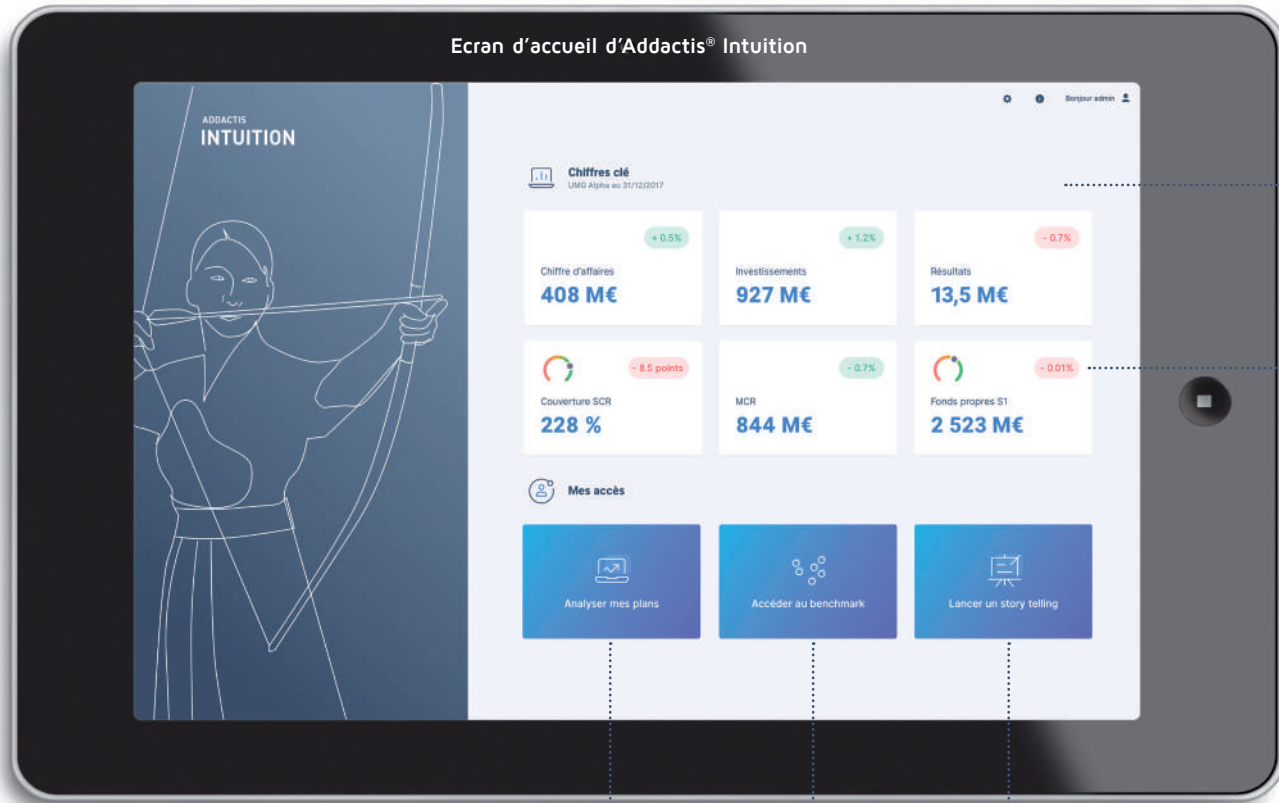 Ecran d'accueil d'Addactis® Intuition
ADDACTIS
INTUITION
Bonjour admin
Chiffres clé
UMG Alpha au 31/12/2017
+ 0.5%
Chiffre d'affaires
408 M€
+ 1.2%
Investissements
927 M€
- 0.7%
Résultats
13,5 M€
- 8.5 points
Couverture SCR
228 %
- 0.7%
MCR
844 M€
- 0.01%
Fonds propres S1
2 523 M€
Mes accès
Analyser mes plans
Accéder au benchmark
Lancer un story telling